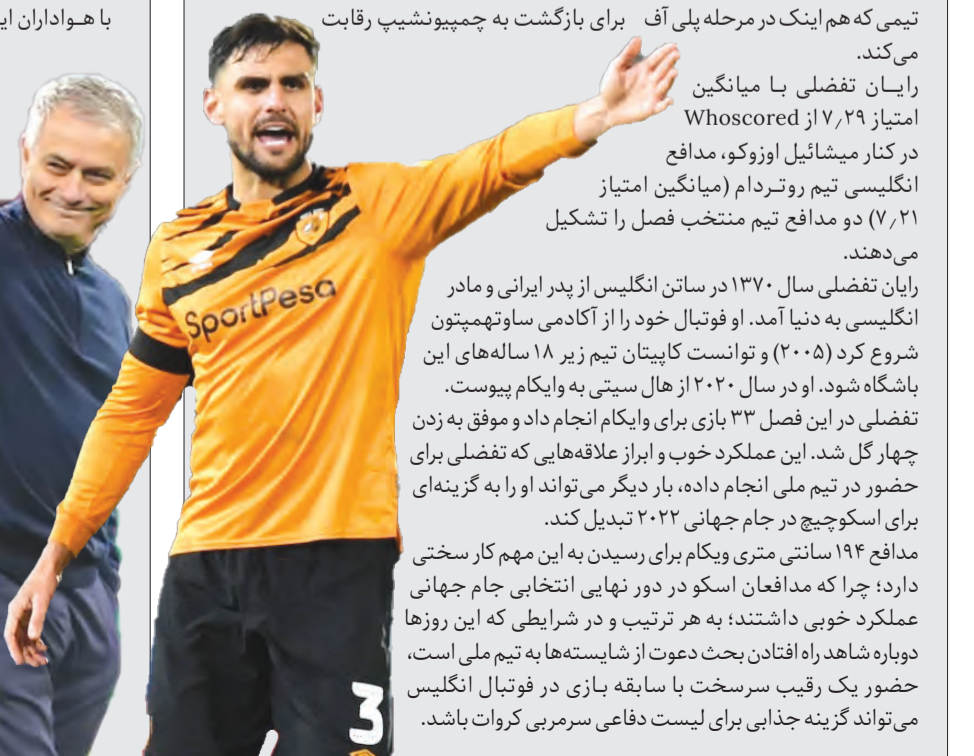 تیمی که هم اینک در مرحله پلی آف برای بازگشت به چمپیونشیپ رقابت
می‌کند.
رایــان تفضلی بـا میانگین
امتیاز ۷٫۲۹ از Whoscored
در کنار میشائیل اوزوکو، مدافع
انگلیسی تیم روتـردام (میانگین امتیاز
۷٫۲۱) دو مدافع تیم منتخب فصل را تشکیل
می‌دهند.
رایان تفضلی سال ۱۳۷۰ در ساتن انگلیس از پدر ایرانی و مادر
انگلیسی به دنیا آمد. او فوتبال خود را از آکادمی ساوتهمپتون
شروع کرد (۲۰۰۵) و توانست کاپیتان تیم زیر ۱۸ ساله‌های این
باشگاه شود. او در سال ۲۰۲۰ از هال سیتی به وایکام پیوست.
تفضلی در این فصل ۳۳ بازی برای وایکام انجام داد و موفق به زدن
چهار گل شد. این عملکرد خوب و ابراز علاقه‌هایی که تفضلی برای
حضور در تیم ملی انجام داده، بار دیگر می‌تواند او را به گزینه‌ای
برای اسکوچیچ در جام جهانی ۲۰۲۲ تبدیل کند.
مدافع ۱۹۴ سانتی متری ویکام برای رسیدن به این مهم کار سختی
دارد؛ چرا که مدافعان اسکو در دور نهایی انتخابی جام جهانی
عملکرد خوبی داشتند؛ به هر ترتیب و در شرایطی که این روزها
دوباره شاهد راه افتادن بحث دعوت از شایسته‌ها به تیم ملی است،
حضور یک رقیب سرسخت با سابقه بـازی در فوتبال انگلیس
می‌تواند گزینه جذابی برای لیست دفاعی سرمربی کروات باشد.
SportPesa
3
با هـواداران